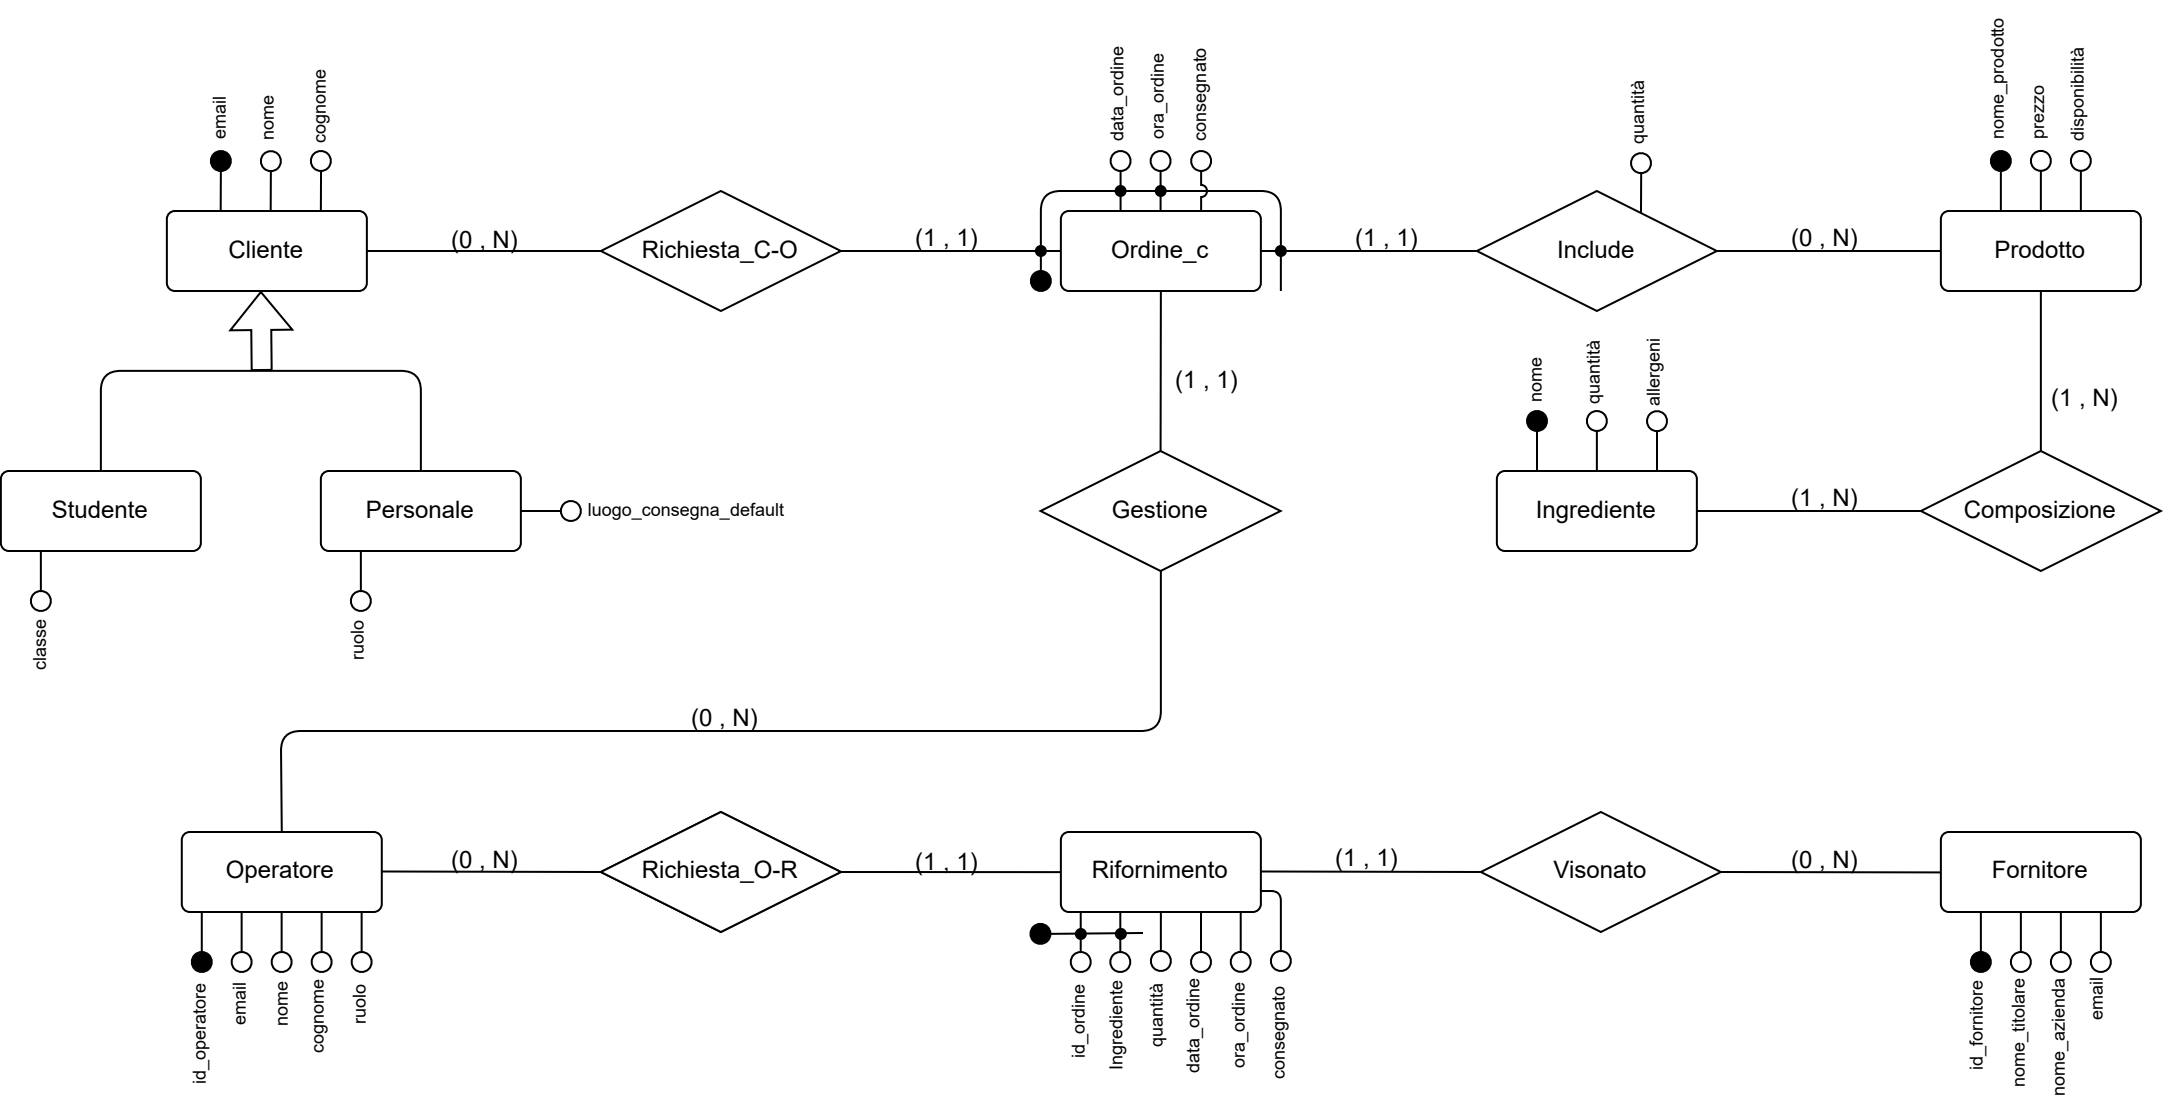 email
nome
cognome
data_ordine
ora_ordine
consegnato
quantità
nome_prodotto
prezzo
disponibilità
Cliente
(0 , N)
Richiesta_C-O
(1 , 1)
Ordine_c
(1 , 1)
Include
(0 , N)
Prodotto
(1 , 1)
nome
quantità
allergeni
(1 , N)
Studente
Personale
luogo_consegna_default
Gestione
Ingrediente
(1 , N)
Composizione
classe
ruolo
(0 , N)
Operatore
(0 , N)
Richiesta_O-R
(1 , 1)
Rifornimento
(1 , 1)
Visonato
(0 , N)
Fornitore
id_operatore
email
nome
cognome
ruolo
id_ordine
Ingrediente
quantità
data_ordine
ora_ordine
consegnato
id_fornitore
nome_titolare
nome_azienda
email